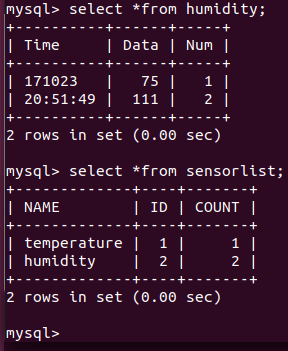 mysql> select *from humidity;
+----------+------+-----+
| Time     | Data | Num |
+----------+------+-----+
| 171023   |   75 |   1 |
| 20:51:49 |  111 |   2 |
+----------+------+-----+
2 rows in set (0.00 sec)
mysql> select *from sensorlist;
+-------------+----+-------+
| NAME        | ID | COUNT |
+-------------+----+-------+
| temperature |  1 |     1 |
| humidity    |  2 |     2 |
+-------------+----+-------+
2 rows in set (0.00 sec)
mysql>